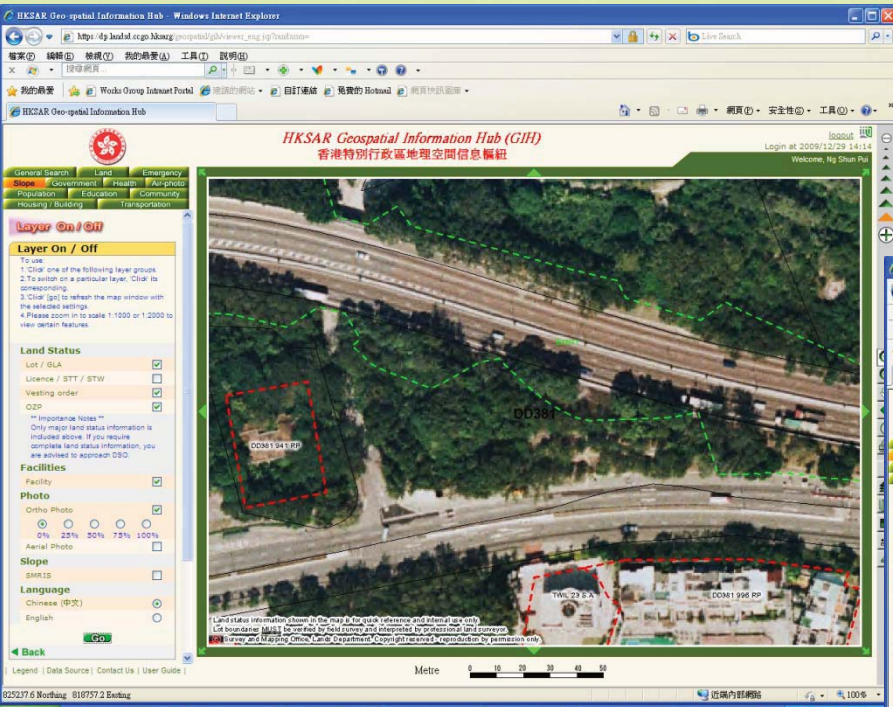 HKSAR Geo-spatial Information Hub - Windows Internet Explorer
Live Search
檔案(F) 編輯(E) 檢視(V) 我的最愛(A) 工具(T) 說明(H)
搜尋網頁...
我的最愛 Works Group Intranet Portal 建議的網站 自訂連結 免費的 Hotmail 網頁快訊圖庫
HKSAR Geo-spatial Information Hub
網頁(P) 安全性(S) 工具(O)
HKSAR Geospatial Information Hub (GIH)
香港特別行政區地理空間信息樞紐
logout
Login at 2009/12/29 14:14
Welcome, Ng Shun Pui
General Search Land Emergency
Slope Government Health Air-photo
Population Education Community
Housing / Building Transportation
Layer On / Off
Layer On / Off
To use:
1.'Click' one of the following layer groups.
2.To switch on a particular layer, 'Click' its
corresponding.
3.'Click' [go] to refresh the map window with
the selected settings.
4.Please zoom in to scale 1:1000 or 1:2000 to
view certain features.
Land Status
Lot / GLA
Licence / STT / STW
Vesting order
OZP
** Importance Notes **
Only major land status information is
included above. If you require
complete land status information, you
are advised to approach DSO.
Facilities
Facility
Photo
Ortho Photo
0% 25% 50% 75% 100%
Aerial Photo
Slope
SMRIS
Language
Chinese (中文)
English
Go
Back
Legend | Data Source | Contact Us | User Guide |
DD381
DD381 941 RP
TWIL 23 S.A
DD381 996 RP
Land status information shown in the map is for quick reference and internal use only.
Lot boundaries MUST be verified by field survey and interpreted by professional land surveyor.
(c) Survey and Mapping Office, Lands Department. Copyright reserved - reproduction by permission only.
Metre 0 10 20 30 40 50
825237.6 Northing 818757.2 Easting
近端內部網路
100%